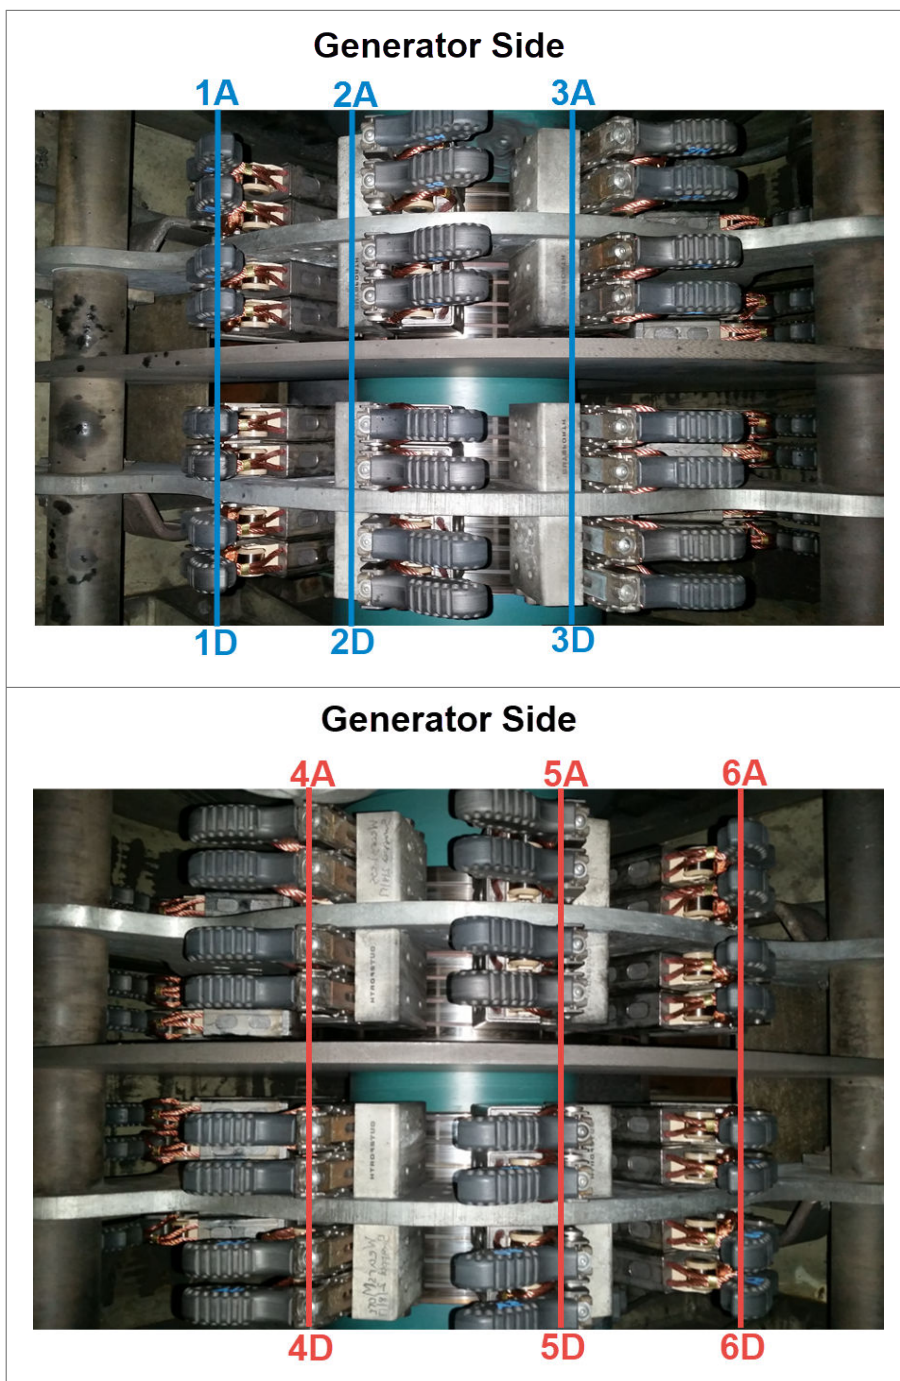 Generator Side
1A 2A 3A
1D 2D 3D
Generator Side
4A 5A 6A
4D 5D 6D